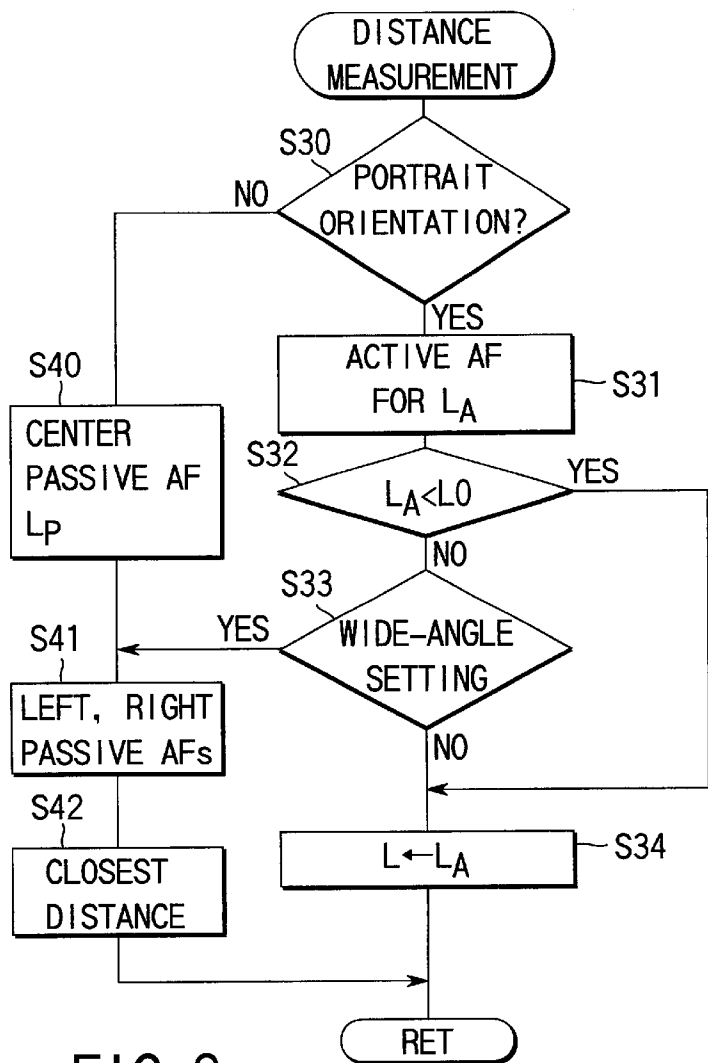 DISTANCE
MEASUREMENT
S30
PORTRAIT
ORIENTATION?
NO
YES
ACTIVE AF
FOR LA
S31
S40
CENTER
PASSIVE AF
LP
S32
LA<L0
YES
NO
S33
WIDE-ANGLE
SETTING
YES
NO
S41
LEFT, RIGHT
PASSIVE AFs
S42
CLOSEST
DISTANCE
L←LA
S34
RET